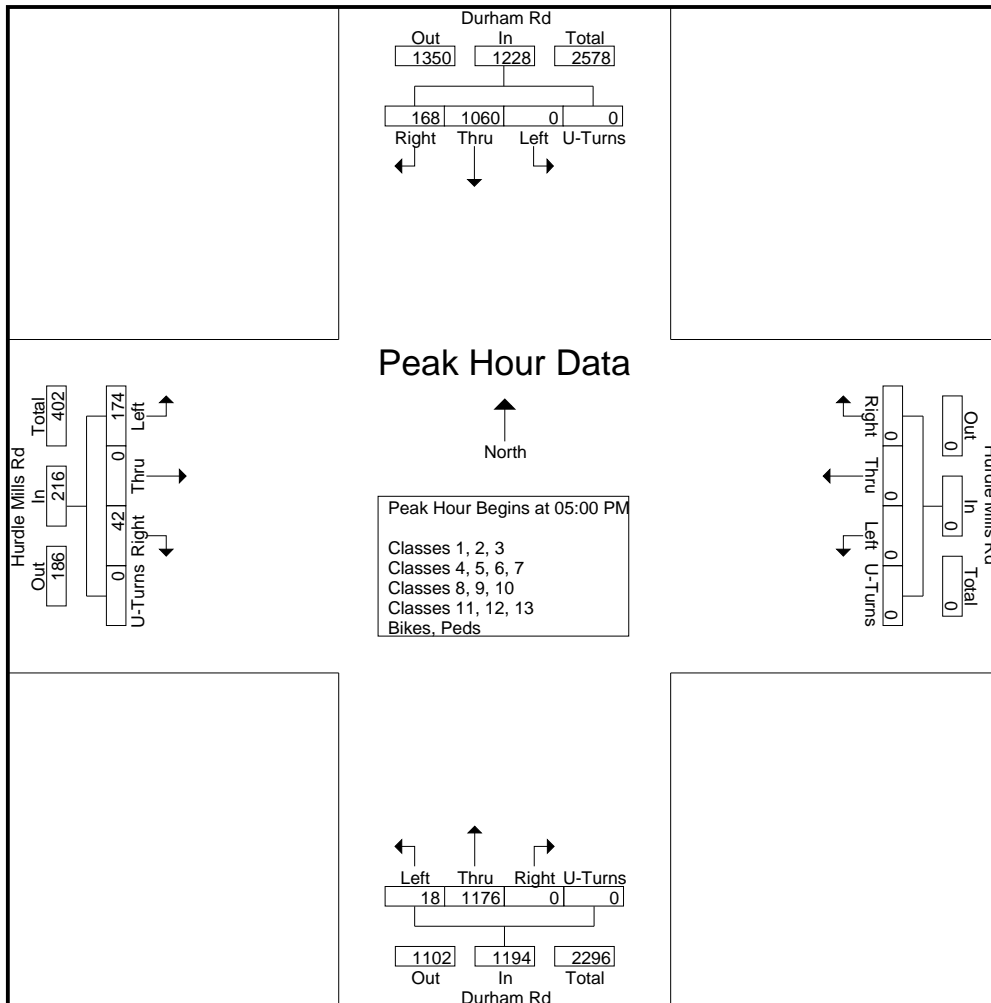 Durham Rd
Out In Total
1350 1228 2578
168 1060 0 0
Right Thru Left U-Turns
Peak Hour Data
North
Peak Hour Begins at 05:00 PM
Classes 1, 2, 3
Classes 4, 5, 6, 7
Classes 8, 9, 10
Classes 11, 12, 13
Bikes, Peds
Hurdle Mills Rd
Out In Total
186 216 402
0 42 0 174
U-Turns Right Thru Left
Hurdle Mills Rd
Out In Total
0 0 0
0 0 0 0
Right Thru Left U-Turns
Left Thru Right U-Turns
18 1176 0 0
1102 1194 2296
Out In Total
Durham Rd